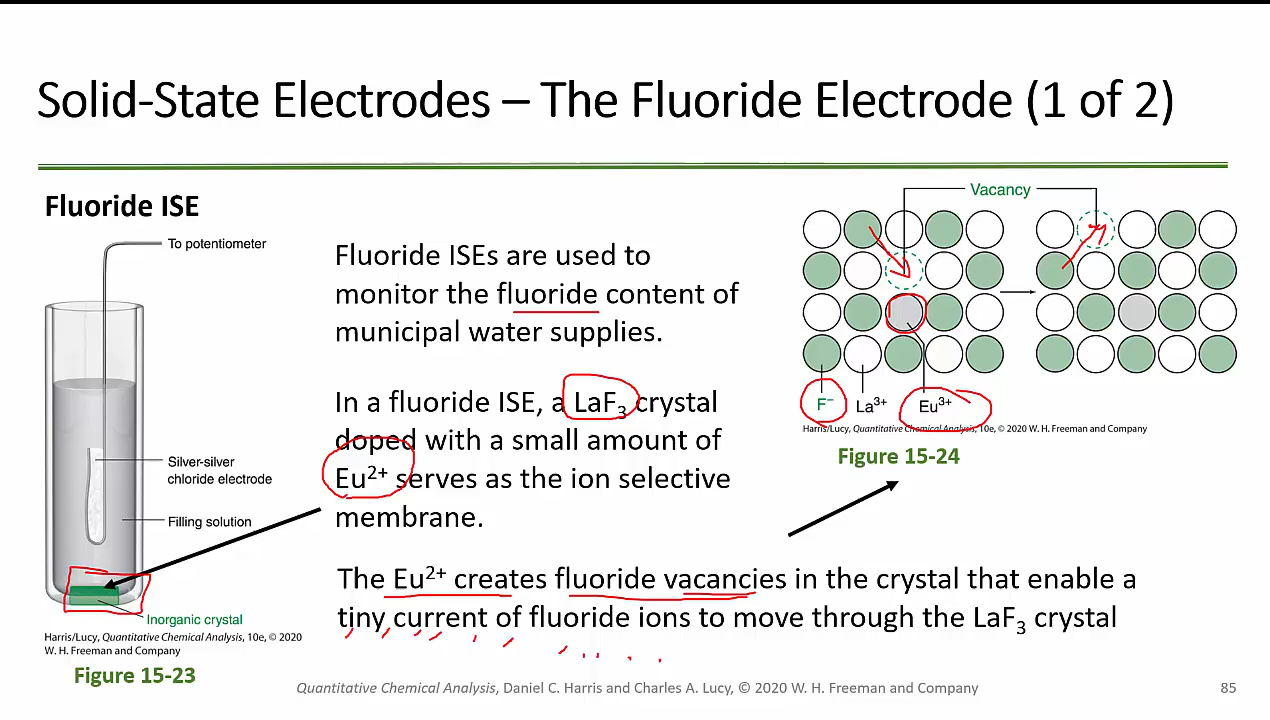 Solid-State Electrodes – The Fluoride Electrode (1 of 2)
Fluoride ISE
To potentiometer
Silver-silver
chloride electrode
Filling solution
Inorganic crystal
Harris/Lucy, Quantitative Chemical Analysis, 10e, © 2020
W. H. Freeman and Company
Figure 15-23
Fluoride ISEs are used to
monitor the fluoride content of
municipal water supplies.
In a fluoride ISE, a LaF₃ crystal
doped with a small amount of
Eu²⁺ serves as the ion selective
membrane.
The Eu²⁺ creates fluoride vacancies in the crystal that enable a
tiny current of fluoride ions to move through the LaF₃ crystal
Vacancy
F⁻ La³⁺ Eu³⁺
Harris/Lucy, Quantitative Chemical Analysis, 10e, © 2020 W. H. Freeman and Company
Figure 15-24
Quantitative Chemical Analysis, Daniel C. Harris and Charles A. Lucy, © 2020 W. H. Freeman and Company
85